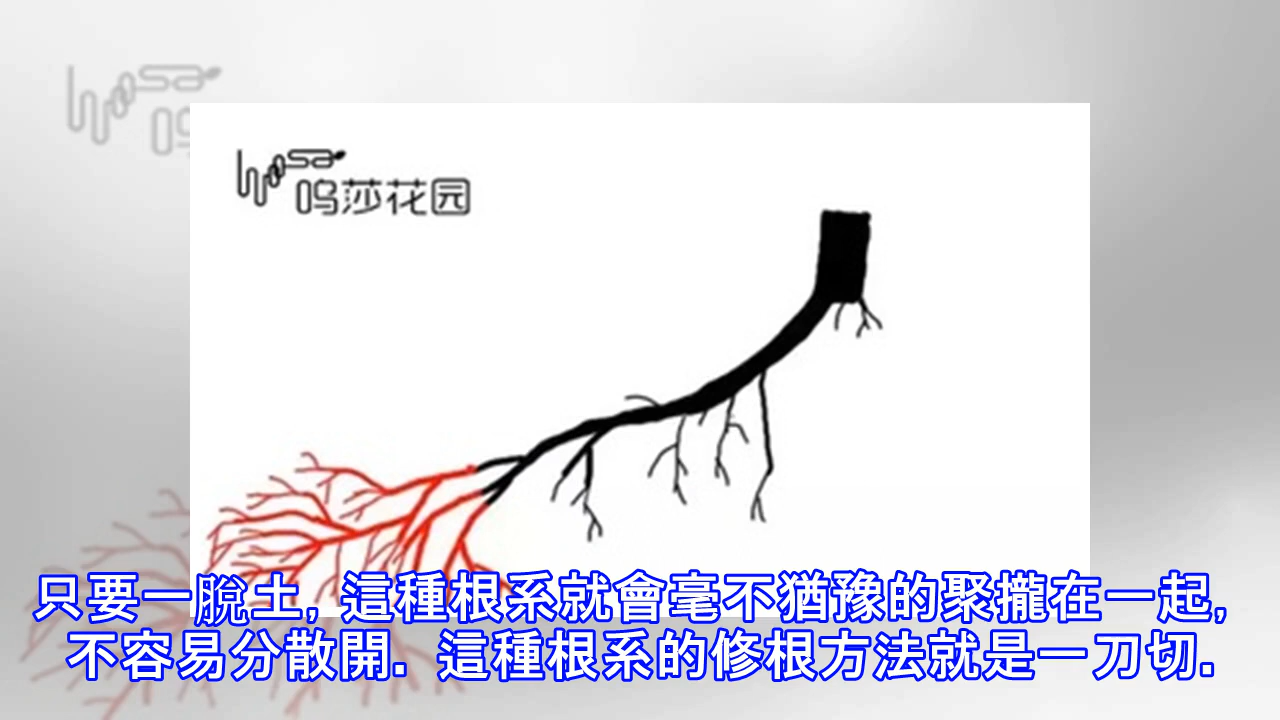 wosa
呜莎花园
只要一脫土, 這種根系就會毫不猶豫的聚攏在一起,
不容易分散開. 這種根系的修根方法就是一刀切.